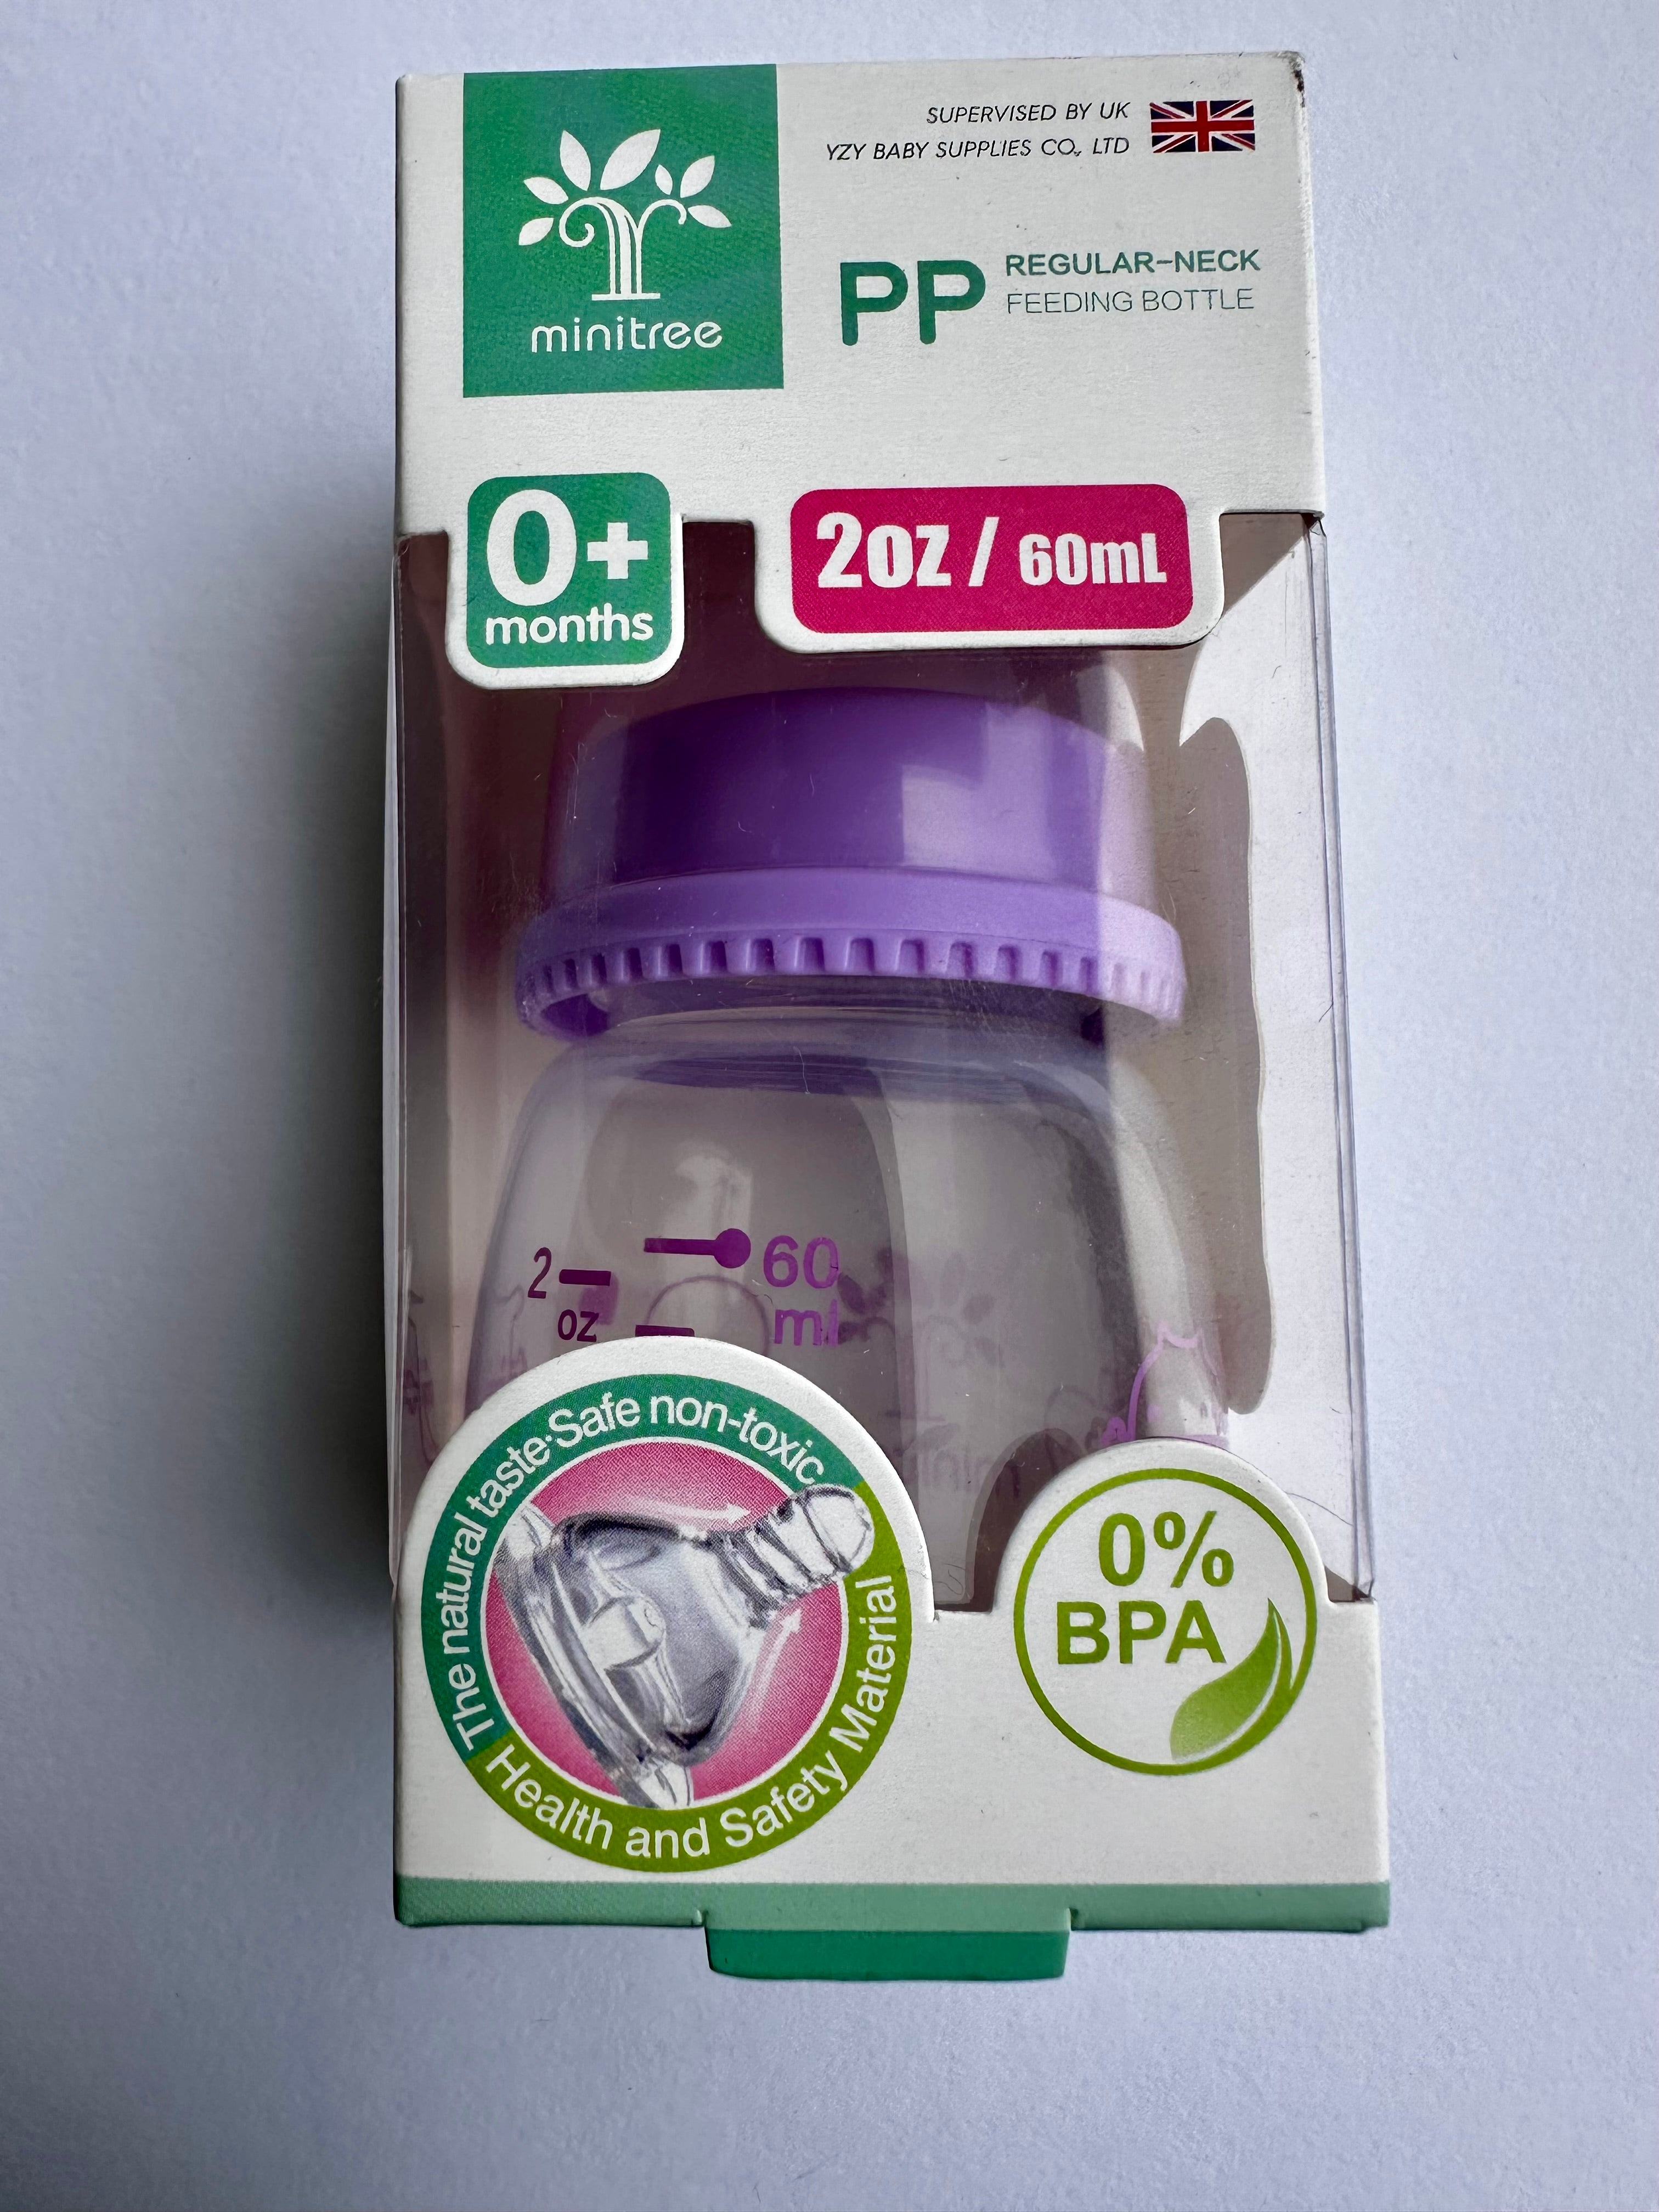 SUPERVISED BY UK
YZY BABY SUPPLIES CO., LTD
minitree
PP
REGULAR-NECK
FEEDING BOTTLE
0+
months
2oz / 60mL
2
oz
60
ml
The natural taste·Safe non-toxic
Health and Safety Material
0%
BPA